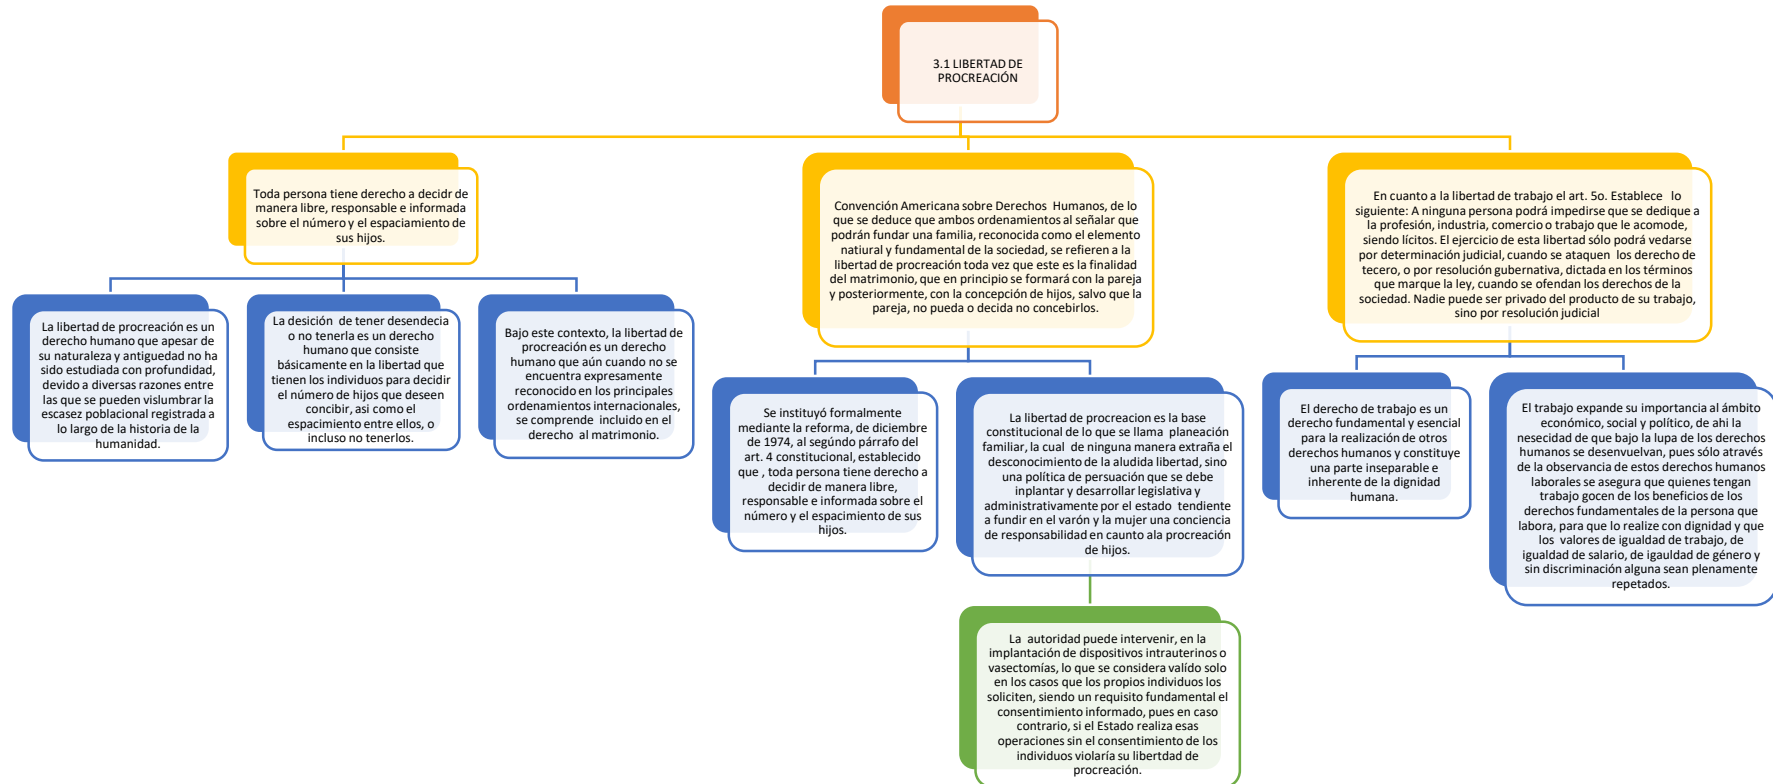 3.1 LIBERTAD DE
PROCREACIÓN
Toda persona tiene derecho a decidr de
manera libre, responsable e informada
sobre el número y el espaciamiento de
sus hijos.
La libertad de procreación es un
derecho humano que apesar de
su naturaleza y antiguedad no ha
sido estudiada con profundidad,
devido a diversas razones entre
las que se pueden vislumbrar la
escasez poblacional registrada a
lo largo de la historia de la
humanidad.
La desición de tener desendecia
o no tenerla es un derecho
humano que consiste
básicamente en la libertad que
tienen los individuos para decidir
el número de hijos que deseen
concibir, asi como el
espacimiento entre ellos, o
incluso no tenerlos.
Bajo este contexto, la libertad de
procreación es un derecho
humano que aún cuando no se
encuentra expresamente
reconocido en los principales
ordenamientos internacionales,
se comprende incluido en el
derecho al matrimonio.
Convención Americana sobre Derechos Humanos, de lo
que se deduce que ambos ordenamientos al señalar que
podrán fundar una familia, reconocida como el elemento
natiural y fundamental de la sociedad, se refieren a la
libertad de procreación toda vez que este es la finalidad
del matrimonio, que en principio se formará con la pareja
y posteriormente, con la concepción de hijos, salvo que la
pareja, no pueda o decida no concebirlos.
Se instituyó formalmente
mediante la reforma, de diciembre
de 1974, al segúndo párrafo del
art. 4 constitucional, establecido
que , toda persona tiene derecho a
decidir de manera libre,
responsable e informada sobre el
número y el espacimiento de sus
hijos.
La libertad de procreacion es la base
constitucional de lo que se llama planeación
familiar, la cual de ninguna manera extraña el
desconocimiento de la aludida libertad, sino
una política de persuación que se debe
inplantar y desarrollar legislativa y
administrativamente por el estado tendiente
a fundir en el varón y la mujer una conciencia
de responsabilidad en caunto ala procreación
de hijos.
La autoridad puede intervenir, en la
implantación de dispositivos intrauterinos o
vasectomías, lo que se considera valído solo
en los casos que los propios individuos los
soliciten, siendo un requisito fundamental el
consentimiento informado, pues en caso
contrario, si el Estado realiza esas
operaciones sin el consentimiento de los
individuos violaría su libertdad de
procreación.
En cuanto a la libertad de trabajo el art. 5o. Establece lo
siguiente: A ninguna persona podrá impedirse que se dedique a
la profesión, industria, comercio o trabajo que le acomode,
siendo lícitos. El ejercicio de esta libertad sólo podrá vedarse
por determinación judicial, cuando se ataquen los derecho de
tecero, o por resolución gubernativa, dictada en los términos
que marque la ley, cuando se ofendan los derechos de la
sociedad. Nadie puede ser privado del producto de su trabajo,
sino por resolución judicial
El derecho de trabajo es un
derecho fundamental y esencial
para la realización de otros
derechos humanos y constituye
una parte inseparable e
inherente de la dignidad
humana.
El trabajo expande su importancia al ámbito
económico, social y político, de ahi la
nesecidad de que bajo la lupa de los derechos
humanos se desenvuelvan, pues sólo através
de la observancia de estos derechos humanos
laborales se asegura que quienes tengan
trabajo gocen de los beneficios de los
derechos fundamentales de la persona que
labora, para que lo realize con dignidad y que
los valores de igualdad de trabajo, de
igualdad de salario, de igauldad de género y
sin discriminación alguna sean plenamente
repetados.